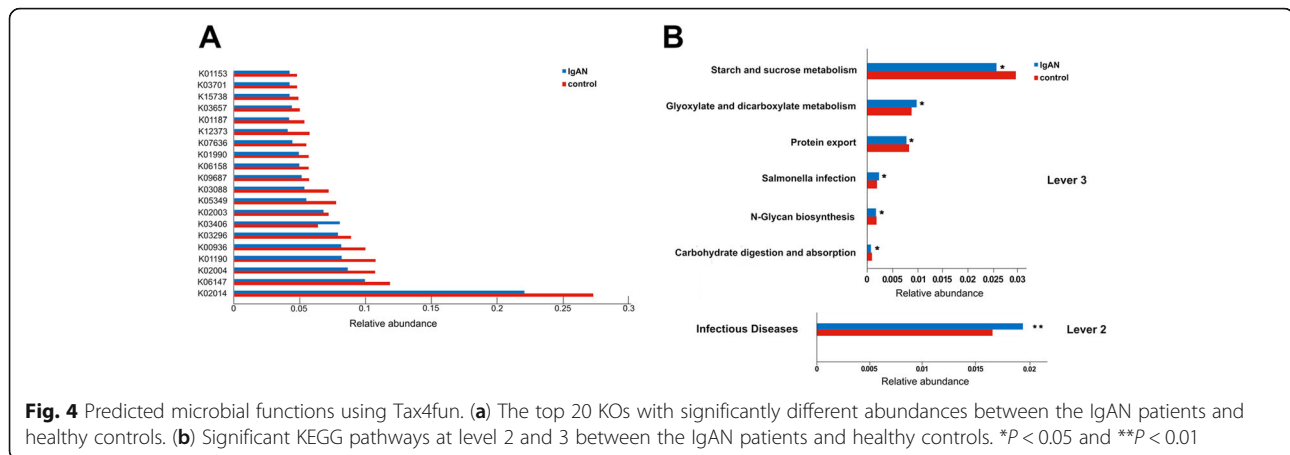 A
IgAN
control
K01153
K03701
K15738
K03657
K01187
K12373
K07636
K01990
K06158
K09687
K03088
K05349
K02003
K03406
K03296
K00936
K01190
K02004
K06147
K02014
0 0.05 0.1 0.15 0.2 0.25 0.3
Relative abundance
B
IgAN
control
Starch and sucrose metabolism *
Glyoxylate and dicarboxylate metabolism *
Protein export *
Salmonella infection *
Lever 3
N-Glycan biosynthesis *
Carbohydrate digestion and absorption *
0 0.005 0.01 0.015 0.02 0.025 0.03
Relative abundance
Infectious Diseases ** Lever 2
0 0.005 0.01 0.015 0.02
Relative abundance
Fig. 4 Predicted microbial functions using Tax4fun. (a) The top 20 KOs with significantly different abundances between the IgAN patients and
healthy controls. (b) Significant KEGG pathways at level 2 and 3 between the IgAN patients and healthy controls. *P < 0.05 and **P < 0.01